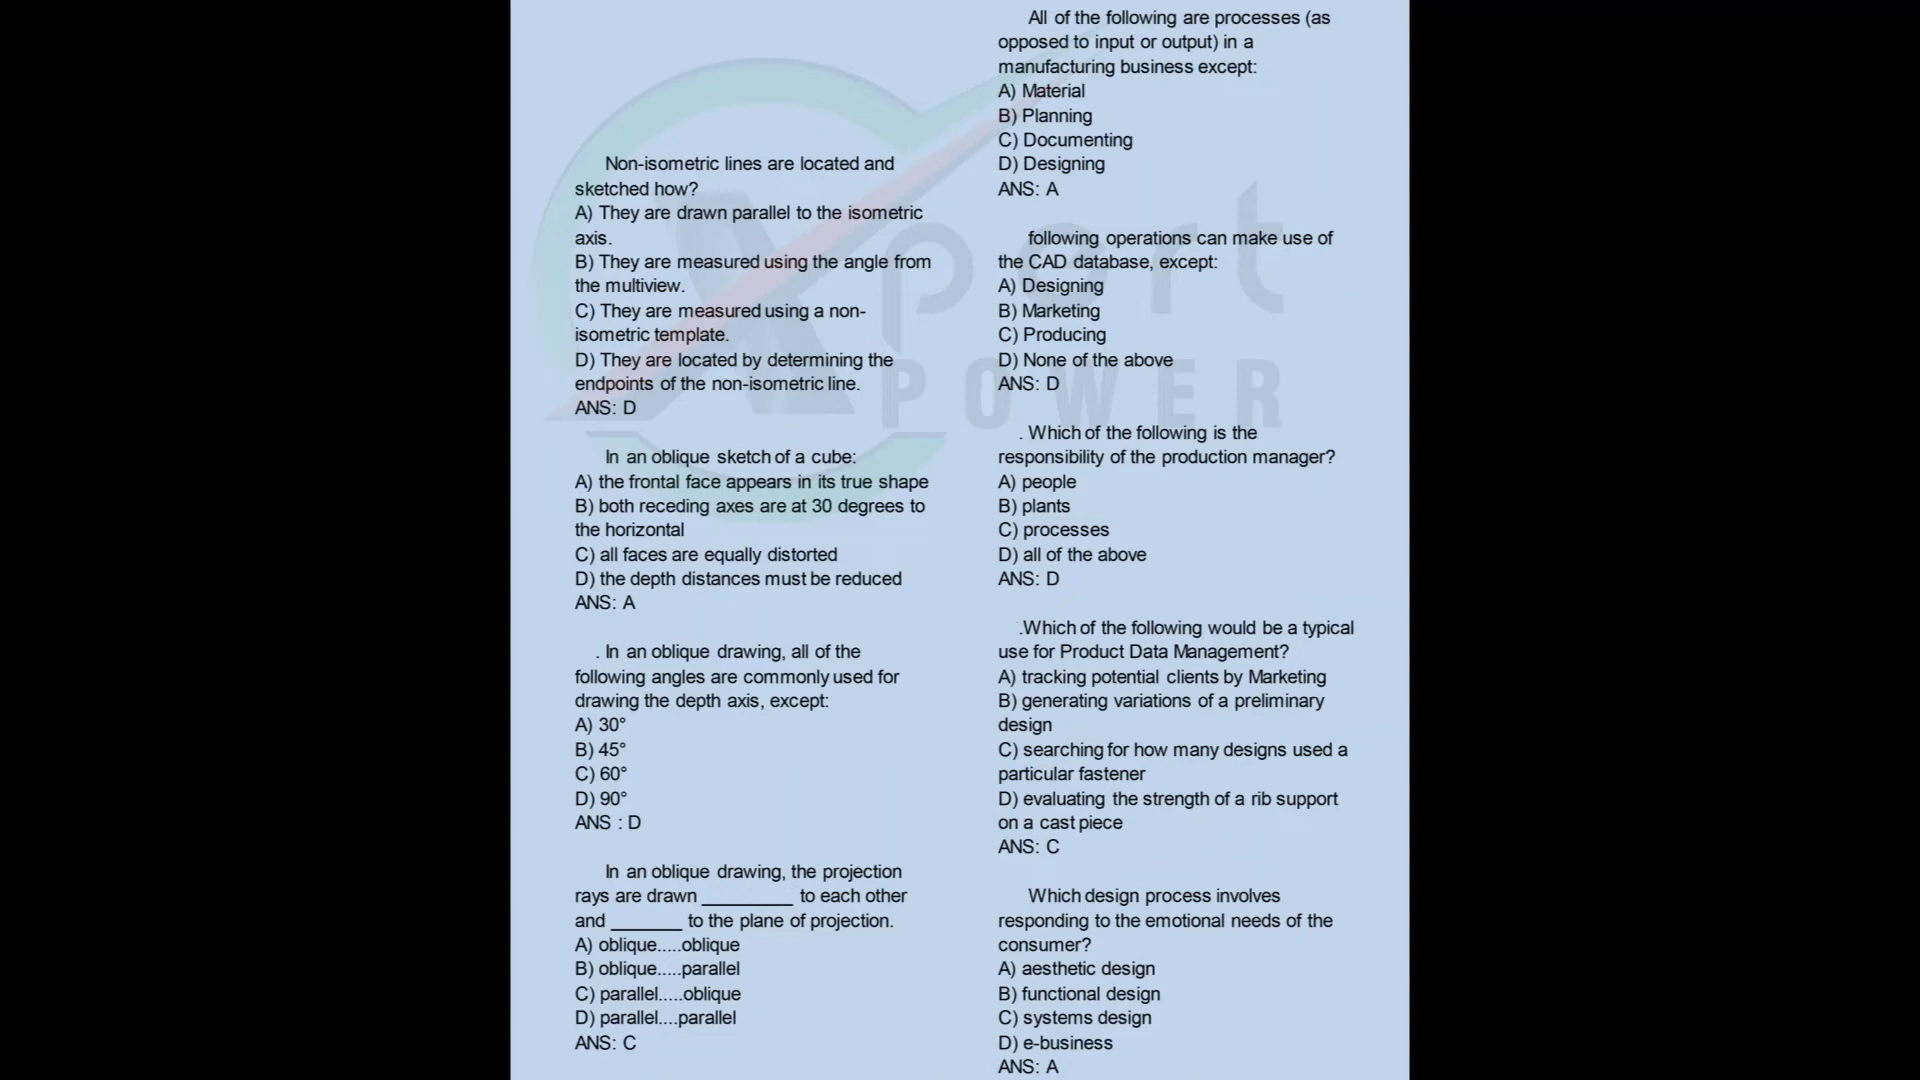 Non-isometric lines are located and
sketched how?
A) They are drawn parallel to the isometric
axis.
B) They are measured using the angle from
the multiview.
C) They are measured using a non-
isometric template.
D) They are located by determining the
endpoints of the non-isometric line.
ANS: D
In an oblique sketch of a cube:
A) the frontal face appears in its true shape
B) both receding axes are at 30 degrees to
the horizontal
C) all faces are equally distorted
D) the depth distances must be reduced
ANS: A
. In an oblique drawing, all of the
following angles are commonly used for
drawing the depth axis, except:
A) 30°
B) 45°
C) 60°
D) 90°
ANS : D
In an oblique drawing, the projection
rays are drawn _________ to each other
and _______ to the plane of projection.
A) oblique.....oblique
B) oblique.....parallel
C) parallel.....oblique
D) parallel....parallel
ANS: C
All of the following are processes (as
opposed to input or output) in a
manufacturing business except:
A) Material
B) Planning
C) Documenting
D) Designing
ANS: A
following operations can make use of
the CAD database, except:
A) Designing
B) Marketing
C) Producing
D) None of the above
ANS: D
. Which of the following is the
responsibility of the production manager?
A) people
B) plants
C) processes
D) all of the above
ANS: D
.Which of the following would be a typical
use for Product Data Management?
A) tracking potential clients by Marketing
B) generating variations of a preliminary
design
C) searching for how many designs used a
particular fastener
D) evaluating the strength of a rib support
on a cast piece
ANS: C
Which design process involves
responding to the emotional needs of the
consumer?
A) aesthetic design
B) functional design
C) systems design
D) e-business
ANS: A
Xpert
POWER